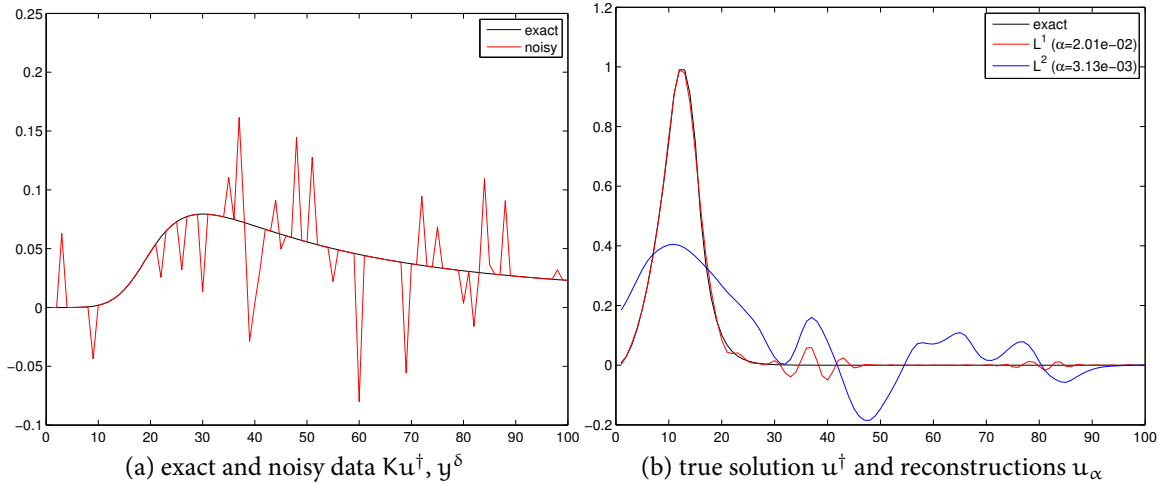 0.25
0.2
0.15
0.1
0.05
0
−0.05
−0.1
0 10 20 30 40 50 60 70 80 90 100
exact
noisy
(a) exact and noisy data Ku†, y^δ
1.2
1
0.8
0.6
0.4
0.2
0
−0.2
0 10 20 30 40 50 60 70 80 90 100
exact
L¹ (α=2.01e−02)
L² (α=3.13e−03)
(b) true solution u† and reconstructions u_α